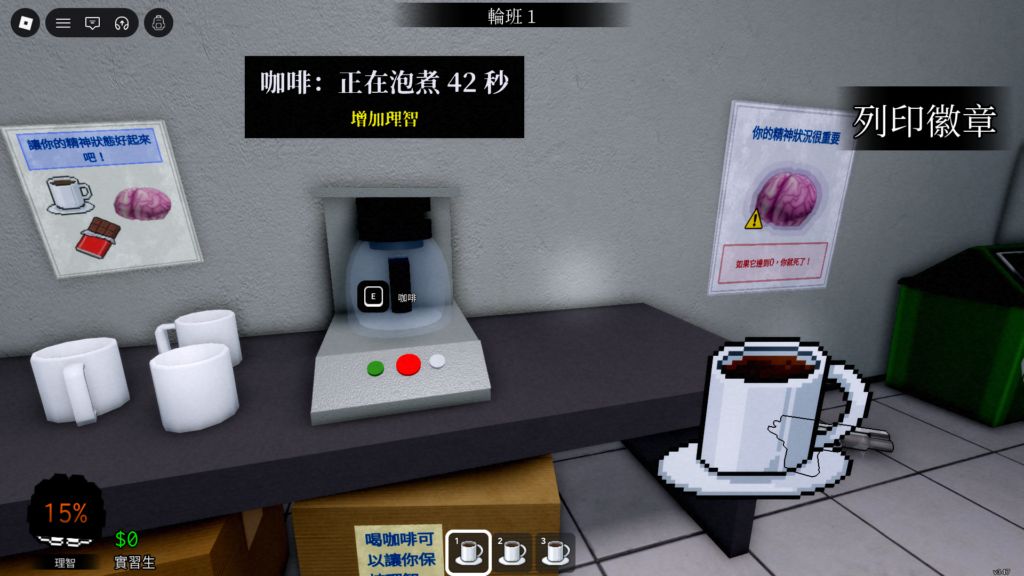 輪班 1
咖啡：正在泡煮 42 秒
增加理智
列印徽章
讓你的精神狀態好起來
吧！
你的精神狀況很重要
如果它達到0，你就死了！
E
咖啡
15%
理智
$0
實習生
喝咖啡可
以讓你保
1
2
3
v3.47